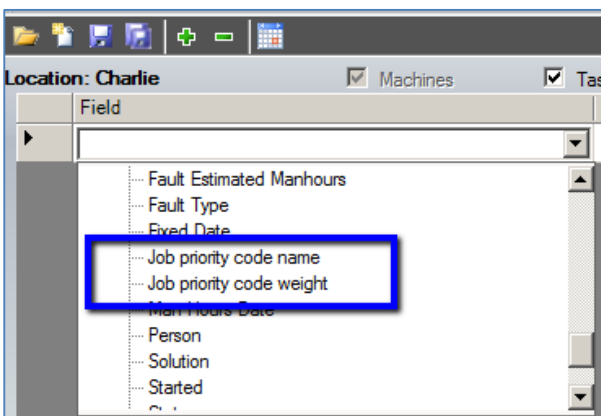 Location: Charlie
Machines
Field
Fault Estimated Manhours
Fault Type
Fixed Date
Job priority code name
Job priority code weight
Man Hours Date
Person
Solution
Started